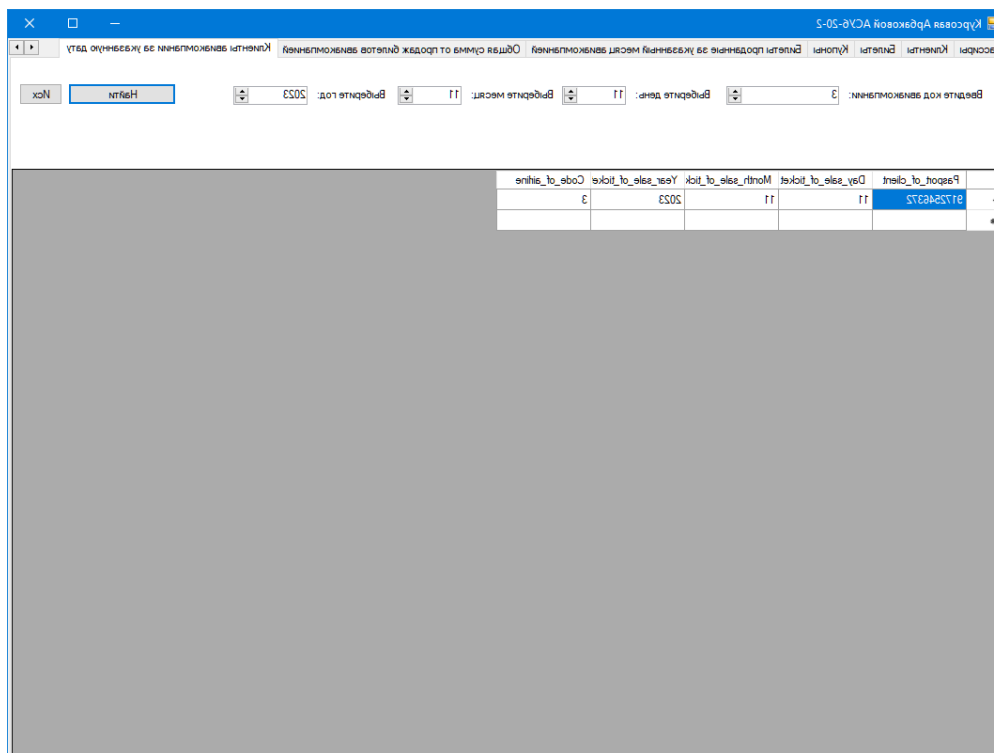 Курсовая Арбаковой АСУб-20-2
ассиры Клиенты Билеты Купоны Билеты проданные за указанный месяц авиакомпанией Общая сумма от продаж билетов авиакомпанией Клиенты авиакомпании за указанную дату
Введите код авиакомпании: 3 Выберите день: 11 Выберите месяц: 11 Выберите год: 2023 Найти Исх
Pasport_of_client Day_sale_of_ticket Month_sale_of_tick Year_sale_of_ticke Code_of_airline
9172546372 11 11 2023 3